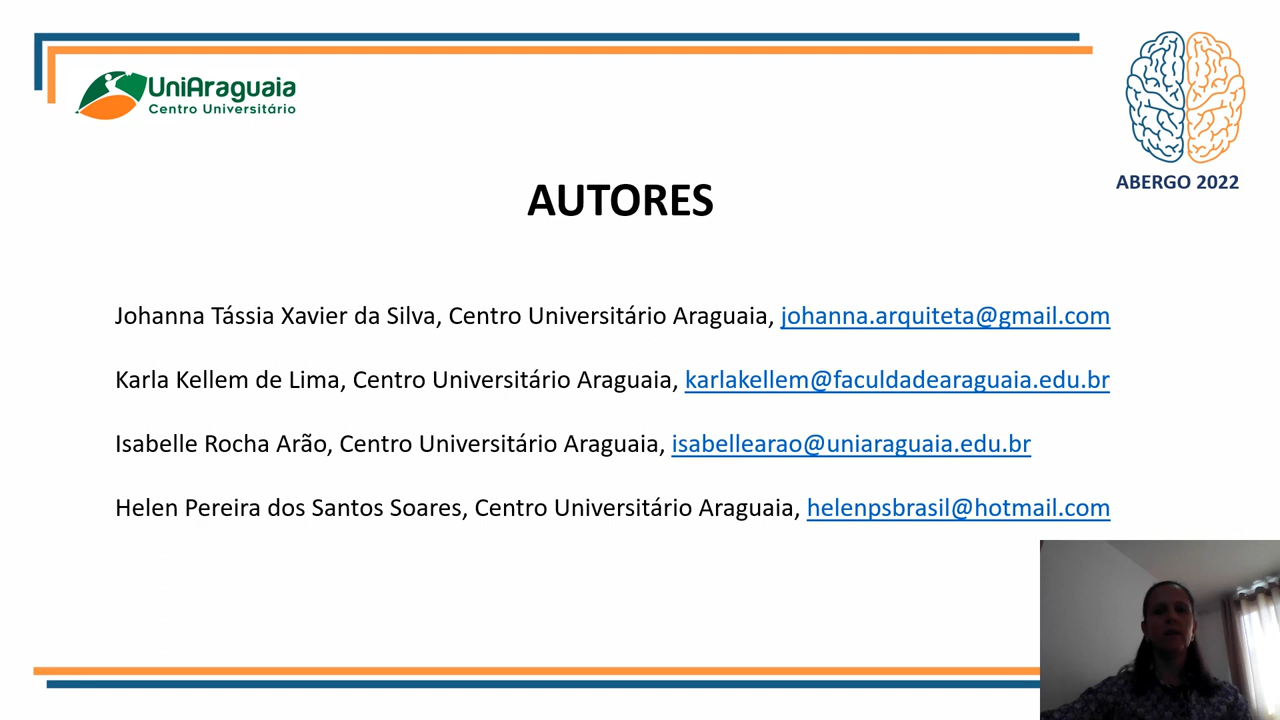 UniAraguaia
Centro Universitário
ABERGO 2022
AUTORES
Johanna Tássia Xavier da Silva, Centro Universitário Araguaia, johanna.arquiteta@gmail.com
Karla Kellem de Lima, Centro Universitário Araguaia, karlakellem@faculdadearaguaia.edu.br
Isabelle Rocha Arão, Centro Universitário Araguaia, isabellearao@uniaraguaia.edu.br
Helen Pereira dos Santos Soares, Centro Universitário Araguaia, helenpsbrasil@hotmail.com